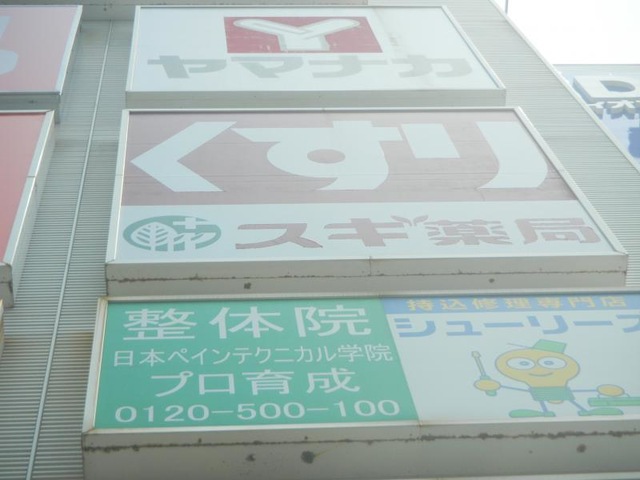 ヤマナカ
くすり
スギ薬局
整体院
日本ペインテクニカル学院
プロ育成
0120-500-100
持込修理専門店
シューリーズ